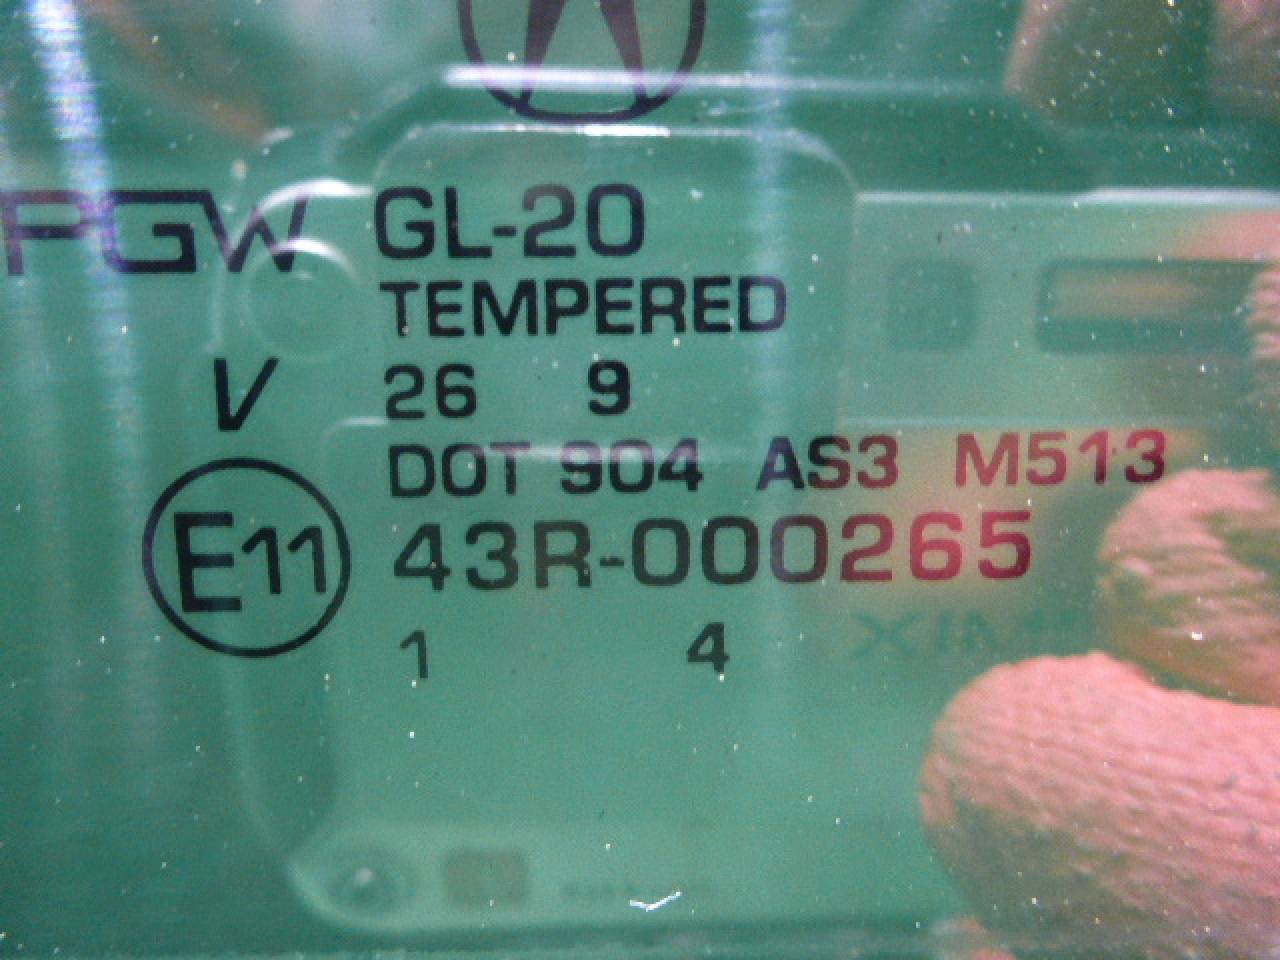 PGW GL-20
TEMPERED
V 26 9
DOT 904 AS3 M513
E11 43R-000265
1 4